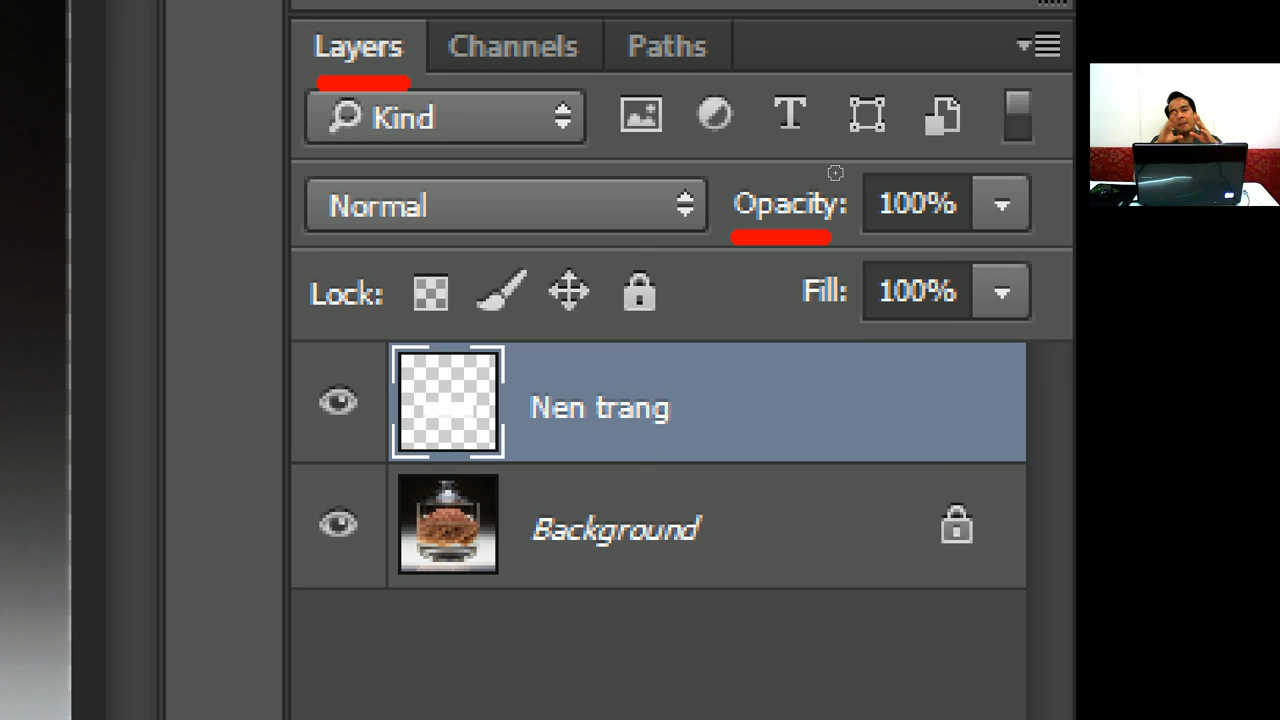 Layers Channels Paths
Kind T
Normal Opacity: 100%
Lock: Fill: 100%
Nen trang
Background